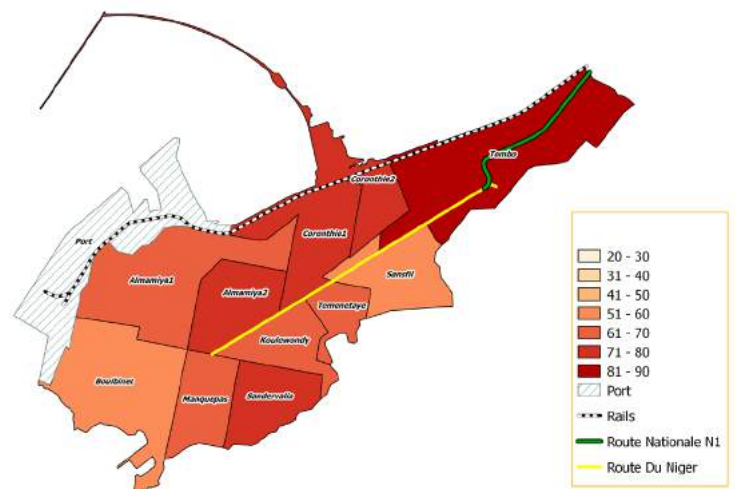 Tombo
Coronthie2
Port
Coronthie1
Sansfil
Almamiya1
Almamiya2
Temenetaye
Koulewondy
Boulbinet
Manquepas
Sandervalia
20 - 30
31 - 40
41 - 50
51 - 60
61 - 70
71 - 80
81 - 90
Port
Rails
Route Nationale N1
Route Du Niger